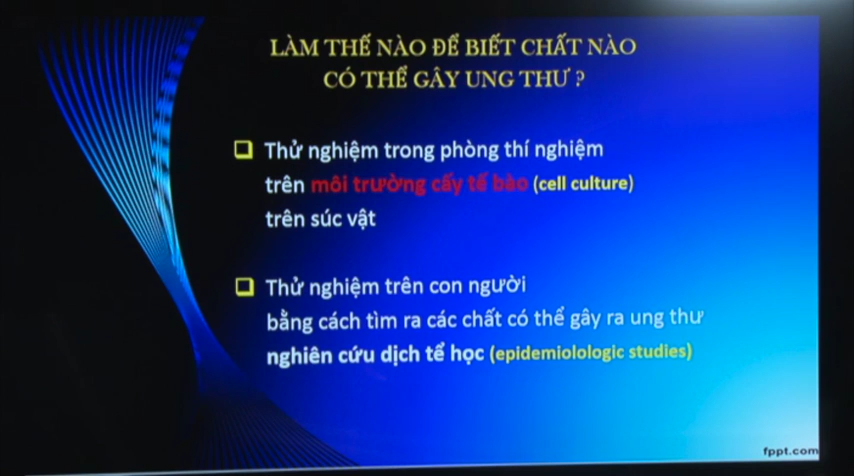 LÀM THẾ NÀO ĐỂ BIẾT CHẤT NÀO
CÓ THỂ GÂY UNG THƯ ?
Thử nghiệm trong phòng thí nghiệm
trên môi trường cấy tế bào (cell culture)
trên súc vật
Thử nghiệm trên con người
bằng cách tìm ra các chất có thể gây ra ung thư
nghiên cứu dịch tể học (epidemiolologic studies)
fppt.com